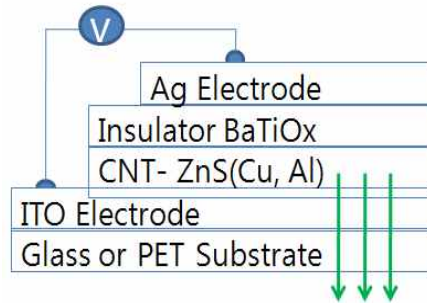 V
Ag Electrode
Insulator BaTiOx
CNT- ZnS(Cu, Al)
ITO Electrode
Glass or PET Substrate